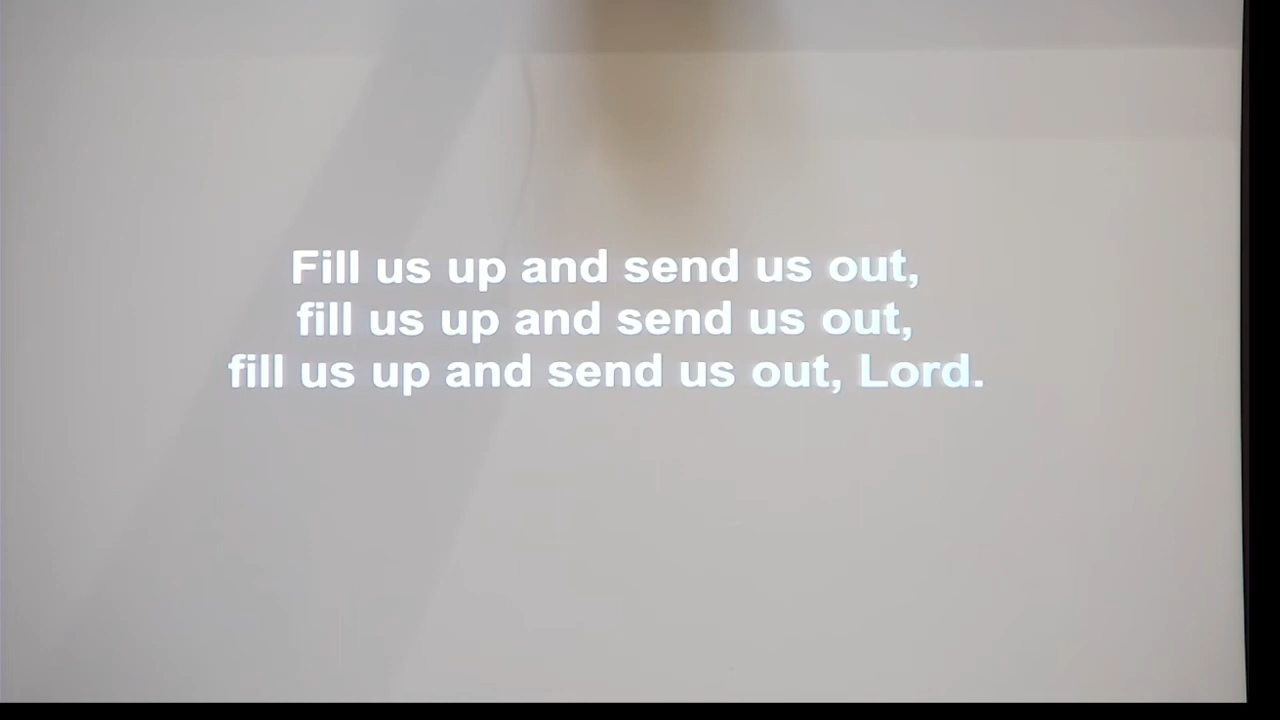 Fill us up and send us out,
fill us up and send us out,
fill us up and send us out, Lord.